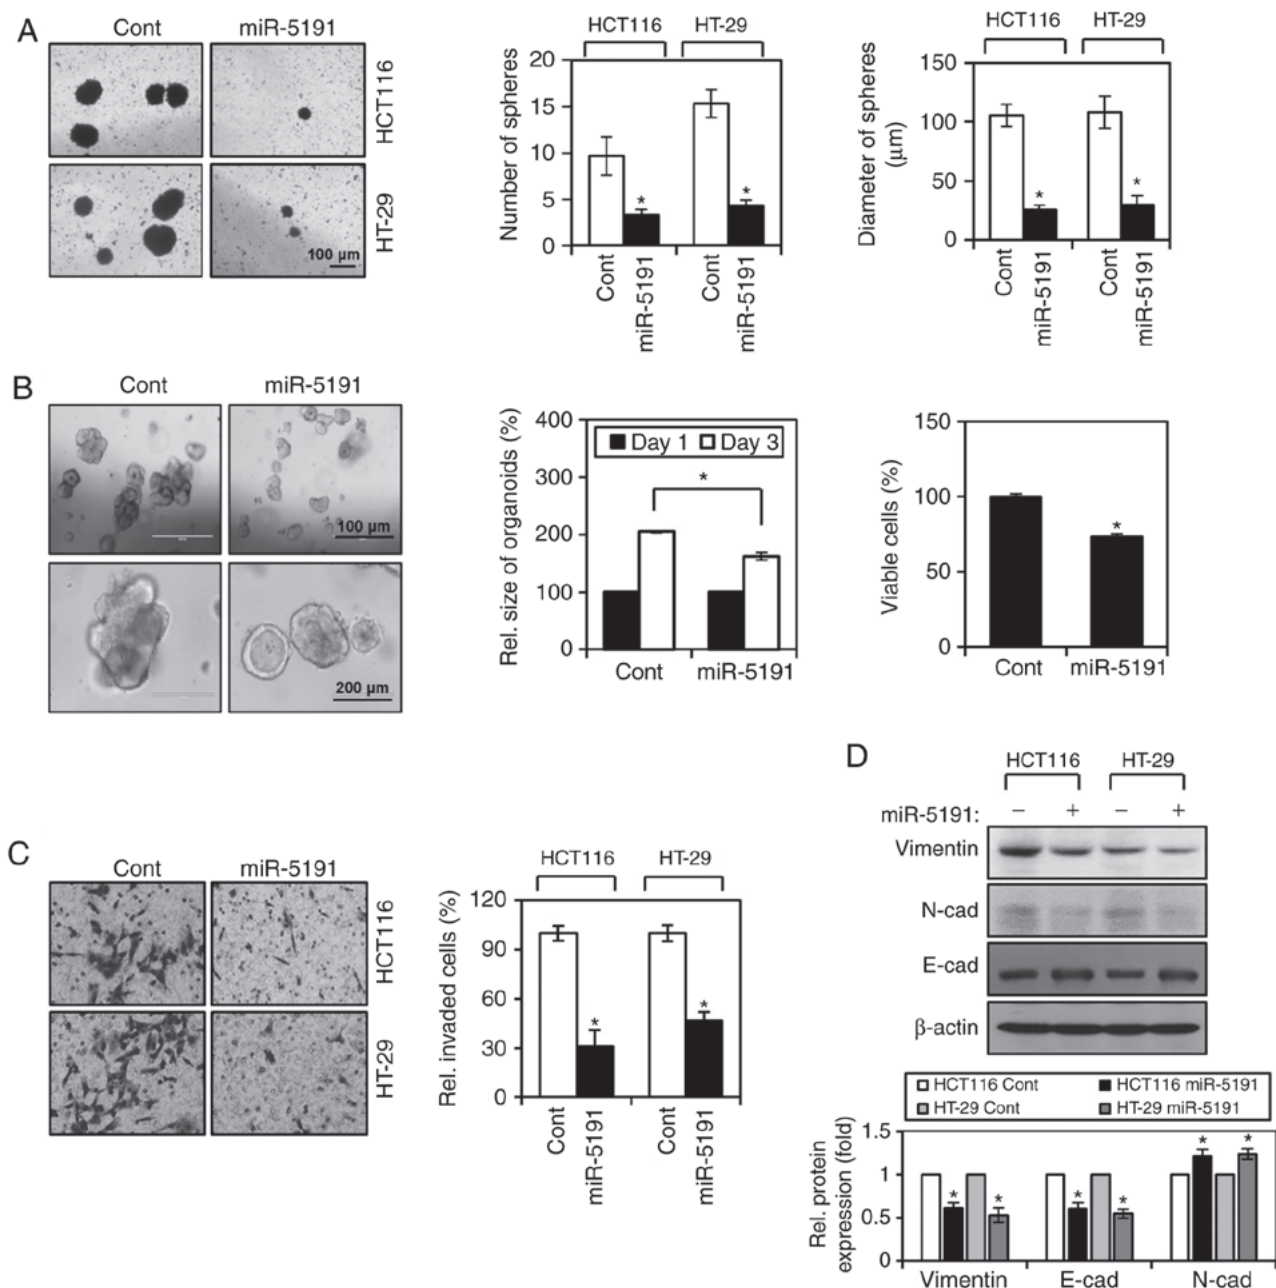 A
Cont miR-5191
HCT116
HT-29
100 µm
HCT116 HT-29
Number of spheres
20
15
10
5
0
* *
Cont miR-5191 Cont miR-5191
HCT116 HT-29
Diameter of spheres
(µm)
150
100
50
0
* *
Cont miR-5191 Cont miR-5191
B
Cont miR-5191
100 µm
200 µm
Rel. size of organoids (%)
400
300
200
100
0
Day 1 Day 3
*
Cont miR-5191
Viable cells (%)
150
100
50
0
*
Cont miR-5191
C
Cont miR-5191
HCT116
HT-29
HCT116 HT-29
Rel. invaded cells (%)
120
90
60
30
0
* *
Cont miR-5191 Cont miR-5191
D
HCT116 HT-29
miR-5191: − + − +
Vimentin
N-cad
E-cad
β-actin
HCT116 Cont HCT116 miR-5191
HT-29 Cont HT-29 miR-5191
Rel. protein
expression (fold)
1.5
1
0.5
0
* * * * * *
Vimentin E-cad N-cad